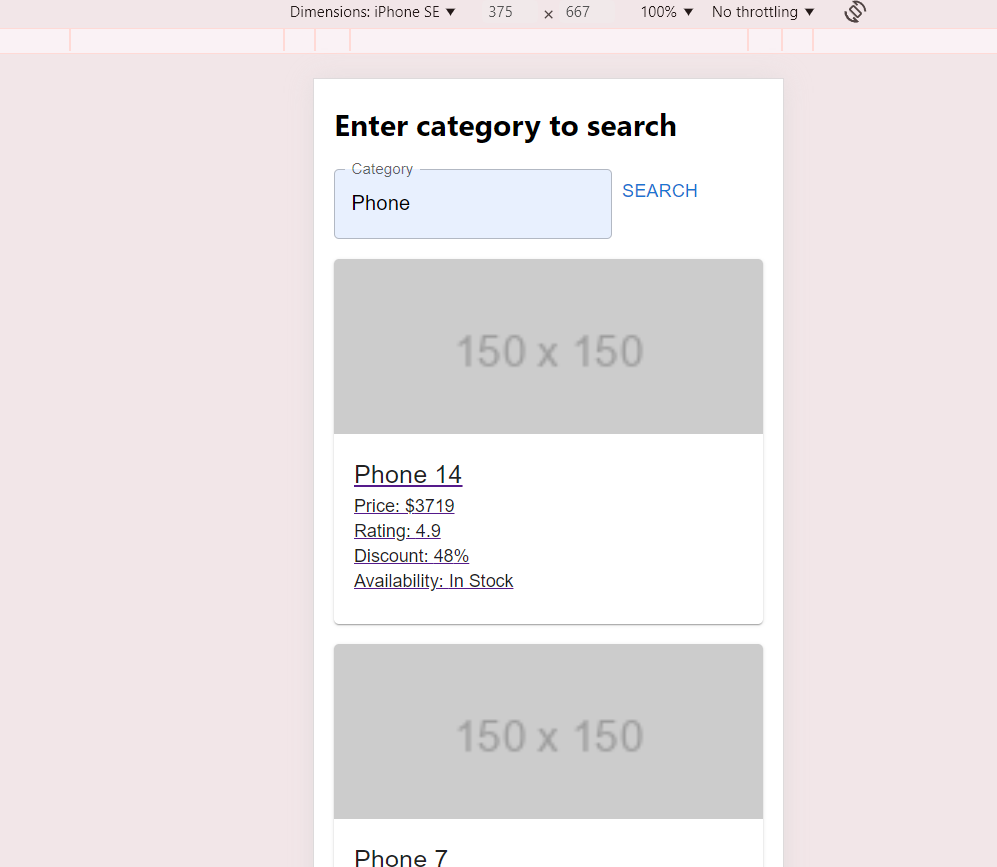 Dimensions: iPhone SE ▼ 375 × 667 100% ▼ No throttling ▼
Enter category to search
Category
Phone
SEARCH
150 x 150
Phone 14
Price: $3719
Rating: 4.9
Discount: 48%
Availability: In Stock
150 x 150
Phone 7